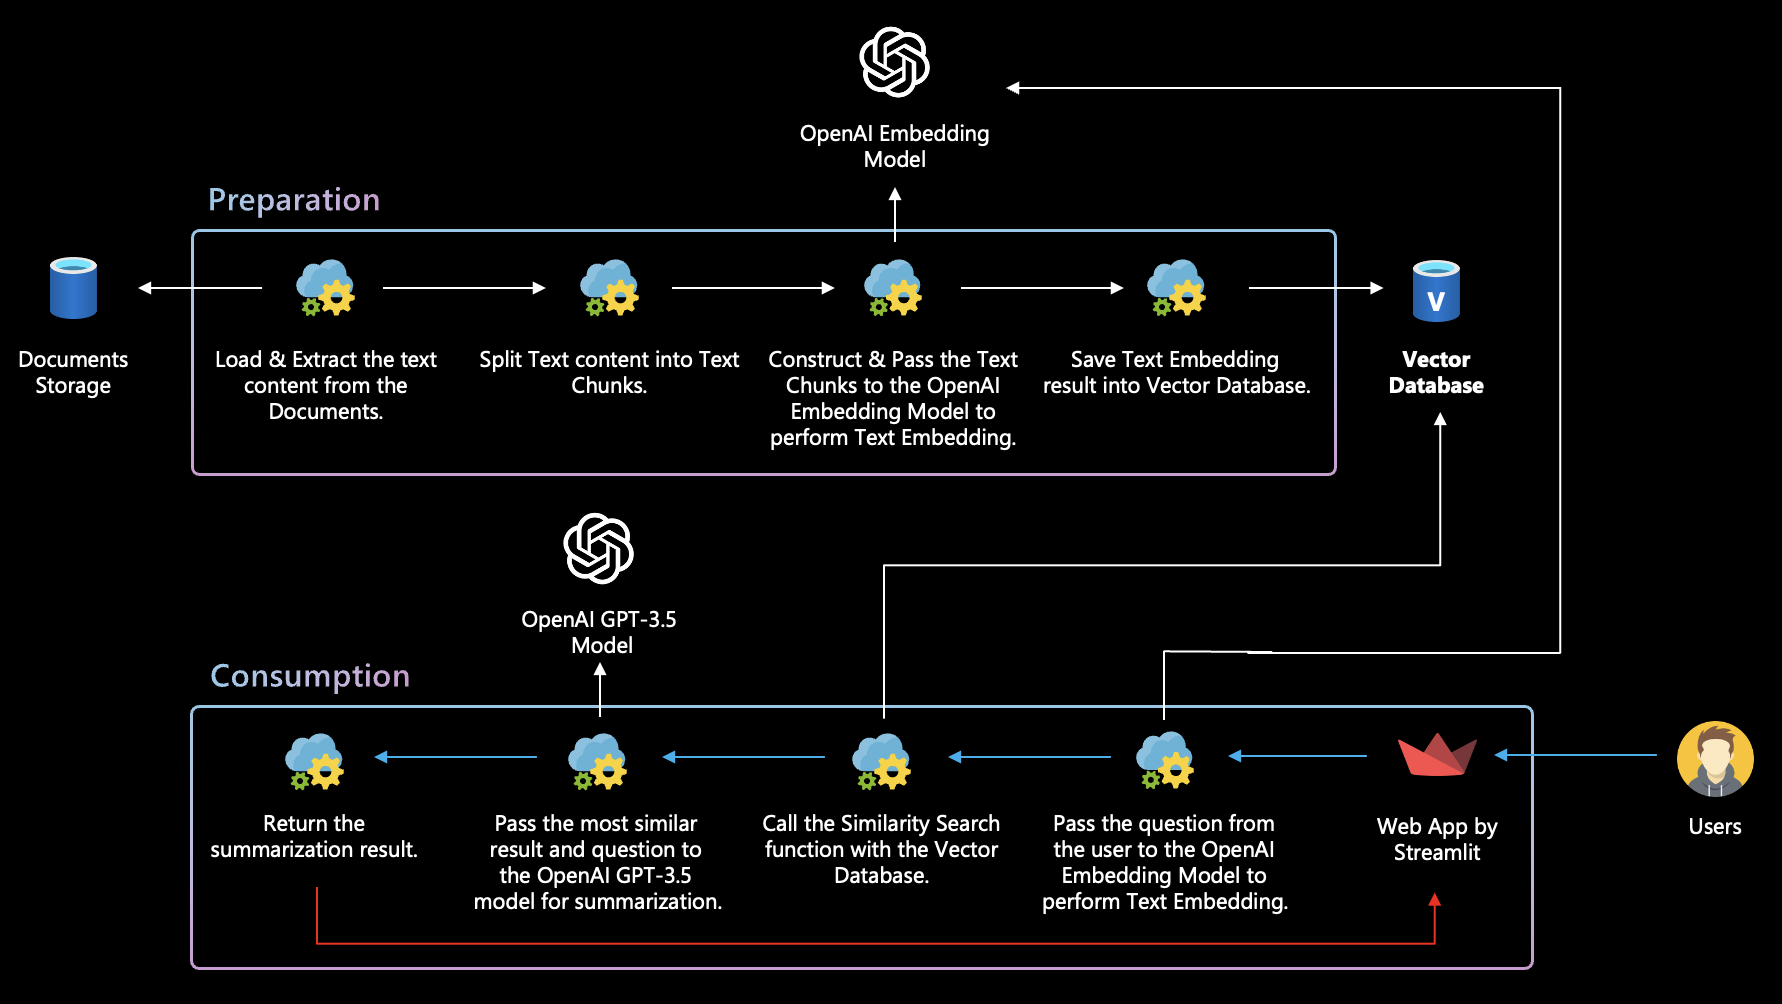 OpenAI Embedding
Model
Preparation
Documents
Storage
Load & Extract the text
content from the
Documents.
Split Text content into Text
Chunks.
Construct & Pass the Text
Chunks to the OpenAI
Embedding Model to
perform Text Embedding.
Save Text Embedding
result into Vector Database.
V
Vector
Database
OpenAI GPT-3.5
Model
Consumption
Return the
summarization result.
Pass the most similar
result and question to
the OpenAI GPT-3.5
model for summarization.
Call the Similarity Search
function with the Vector
Database.
Pass the question from
the user to the OpenAI
Embedding Model to
perform Text Embedding.
Web App by
Streamlit
Users